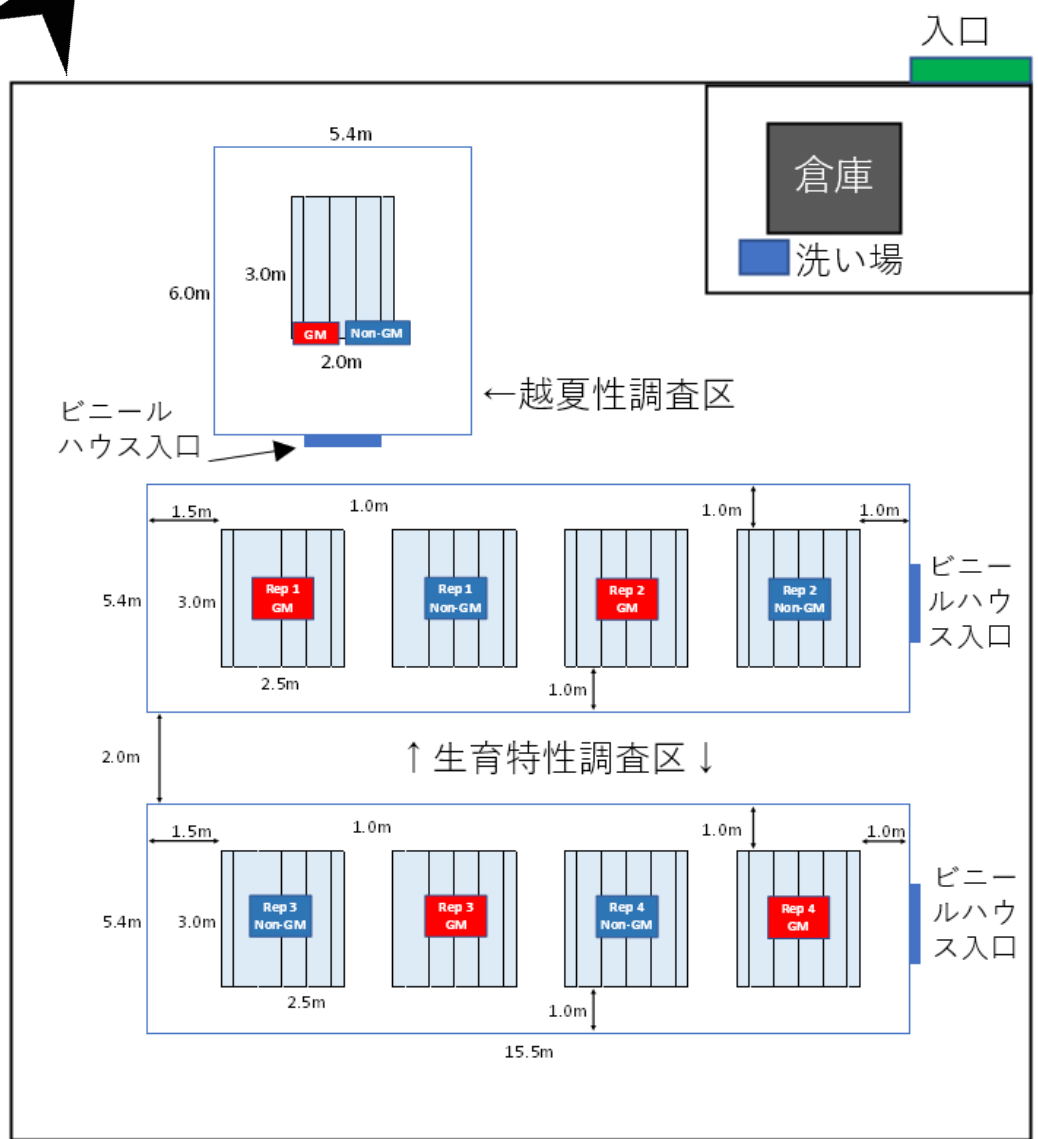 入口
倉庫
洗い場
5.4m
3.0m
6.0m
GM
Non-GM
2.0m
←越夏性調査区
ビニール
ハウス入口
1.5m
1.0m
1.0m
1.0m
5.4m
3.0m
Rep 1
GM
Rep 1
Non-GM
Rep 2
GM
Rep 2
Non-GM
ビニー
ルハウ
ス入口
2.5m
1.0m
2.0m
↑生育特性調査区↓
1.5m
1.0m
1.0m
1.0m
5.4m
3.0m
Rep 3
Non-GM
Rep 3
GM
Rep 4
Non-GM
Rep 4
GM
ビニー
ルハウ
ス入口
2.5m
1.0m
15.5m